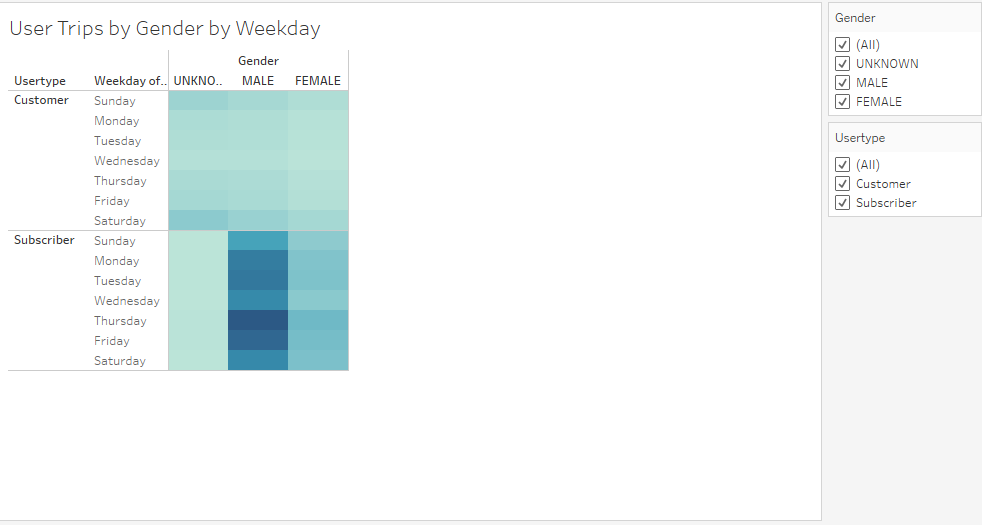 User Trips by Gender by Weekday
Gender
Usertype Weekday of.. UNKNO.. MALE FEMALE
Customer Sunday
Monday
Tuesday
Wednesday
Thursday
Friday
Saturday
Subscriber Sunday
Monday
Tuesday
Wednesday
Thursday
Friday
Saturday
Gender
(All)
UNKNOWN
MALE
FEMALE
Usertype
(All)
Customer
Subscriber